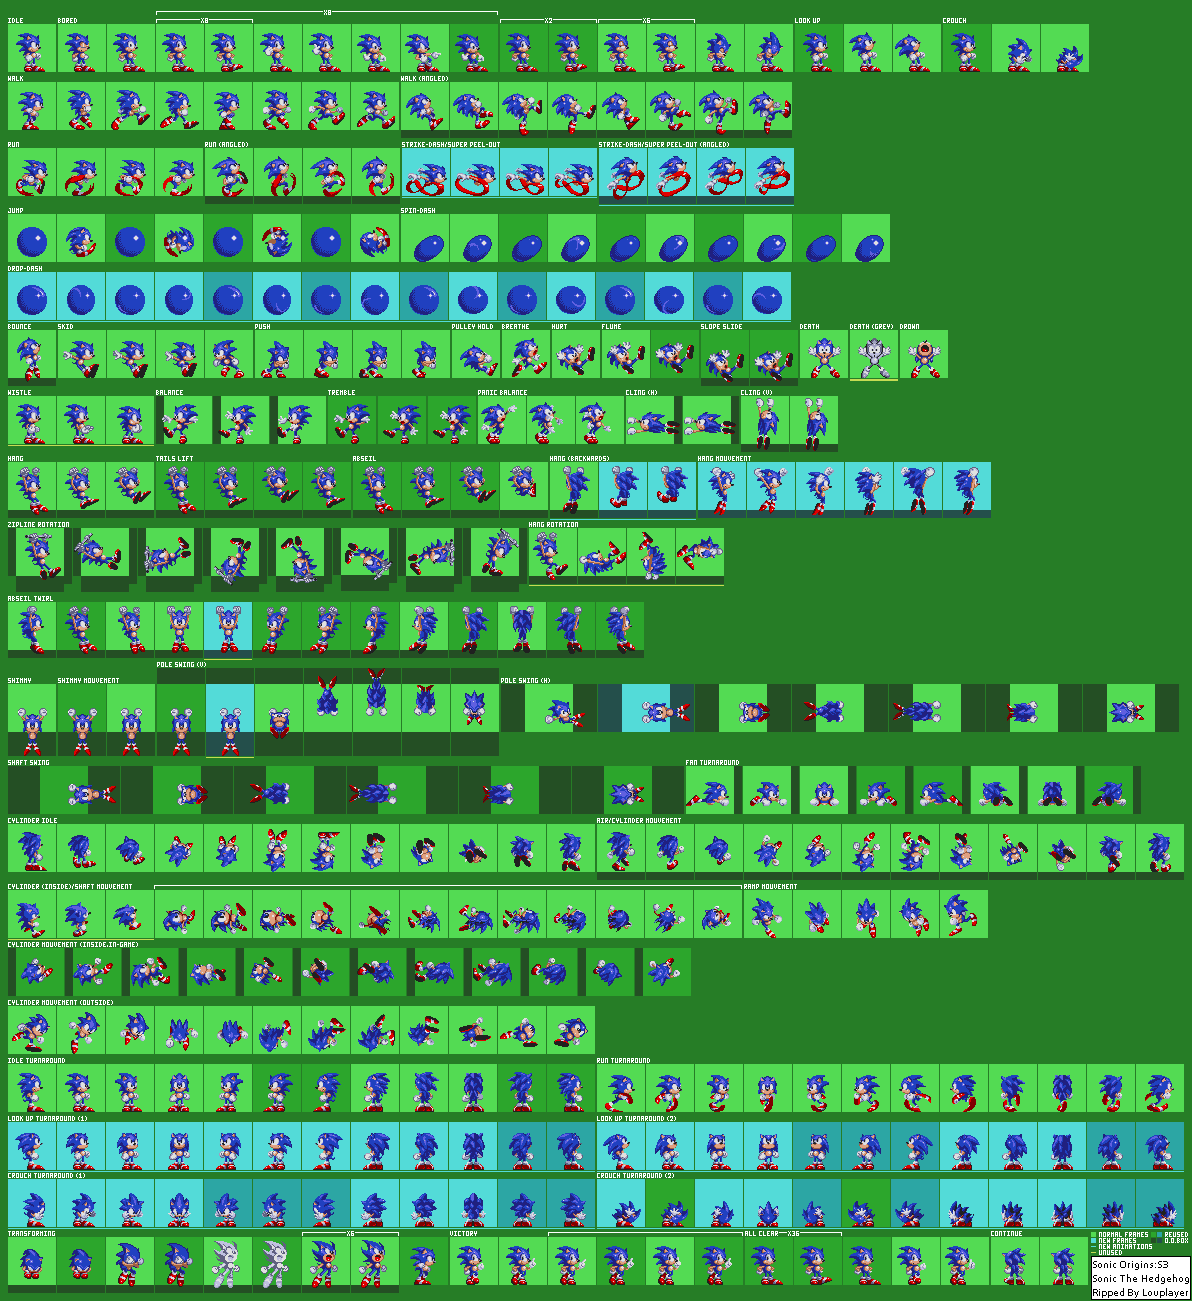 X8
IDLE BORED X8 X2 X6 LOOK UP CROUCH
WALK WALK (ANGLED)
RUN RUN (ANGLED) STRIKE-DASH/SUPER PEEL-OUT STRIKE-DASH/SUPER PEEL-OUT (ANGLED)
JUMP SPIN-DASH
DROP-DASH
BOUNCE SKID PUSH PULLEY HOLD BREATHE HURT FLUME SLOPE SLIDE DEATH DEATH (GREY) DROWN
WISTLE BALANCE TREMBLE PANIC BALANCE CLING (H) CLING (V)
HANG TAILS LIFT ABSEIL HANG (BACKWARDS) HANG MOVEMENT
ZIPLINE ROTATION HANG ROTATION
ABSEIL TWIRL
POLE SWING (V)
SHIMMY SHIMMY MOVEMENT POLE SWING (H)
SHAFT SWING FAN TURNAROUND
CYLINDER IDLE AIR/CYLINDER MOVEMENT
CYLINDER (INSIDE)/SHAFT MOVEMENT RAMP MOVEMENT
CYLINDER MOVEMENT (INSIDE,IN-GAME)
CYLINDER MOVEMENT (OUTSIDE)
IDLE TURNAROUND RUN TURNAROUND
LOOK UP TURNAROUND (1) LOOK UP TURNAROUND (2)
CROUCH TURNAROUND (1) CROUCH TURNAROUND (2)
TRANSFORMING X6 VICTORY ALL CLEAR X36 CONTINUE
NORMAL FRAMES REUSED
NEW FRAMES O.O.BOX
NEW ANIMATIONS
UNUSED
Sonic Origins:S3
Sonic The Hedgehog
Ripped By Louplayer